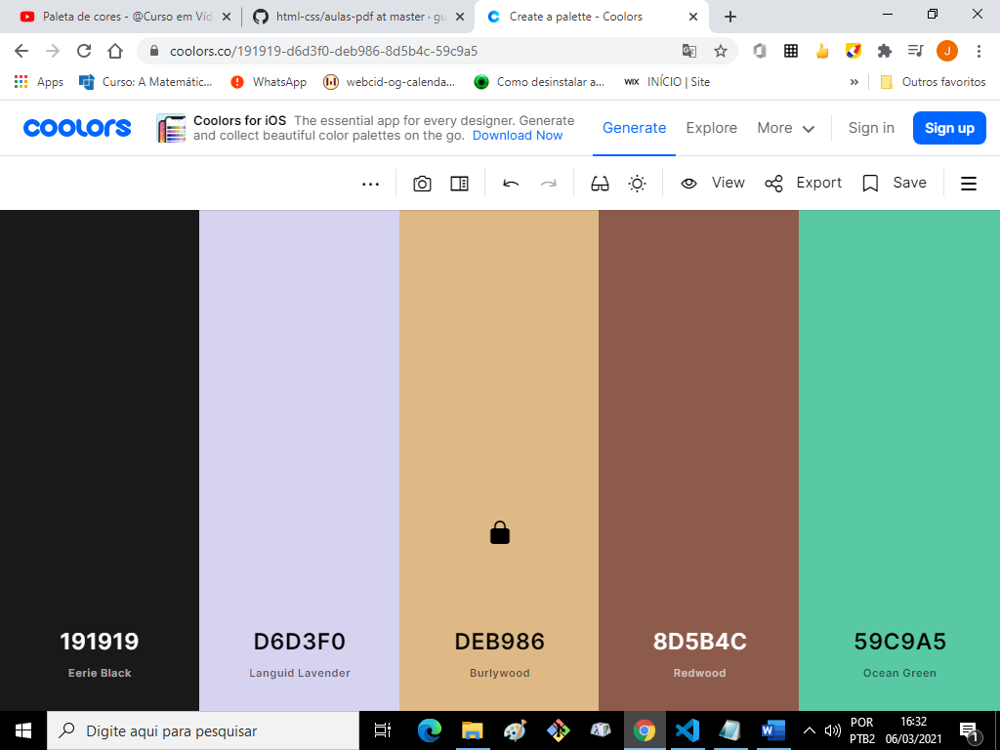 Paleta de cores - @Curso em Víd
html-css/aulas-pdf at master · gu
Create a palette - Coolors
coolors.co/191919-d6d3f0-deb986-8d5b4c-59c9a5
Apps
Curso: A Matemátic...
WhatsApp
webcid-og-calenda...
Como desinstalar a...
WIX
INÍCIO | Site
»
Outros favoritos
J
coolors
Coolors for iOS The essential app for every designer. Generate
and collect beautiful color palettes on the go. Download Now
Generate
Explore
More
Sign in
Sign up
View
Export
Save
191919
Eerie Black
D6D3F0
Languid Lavender
DEB986
Burlywood
8D5B4C
Redwood
59C9A5
Ocean Green
Digite aqui para pesquisar
POR
PTB2
16:32
06/03/2021
1